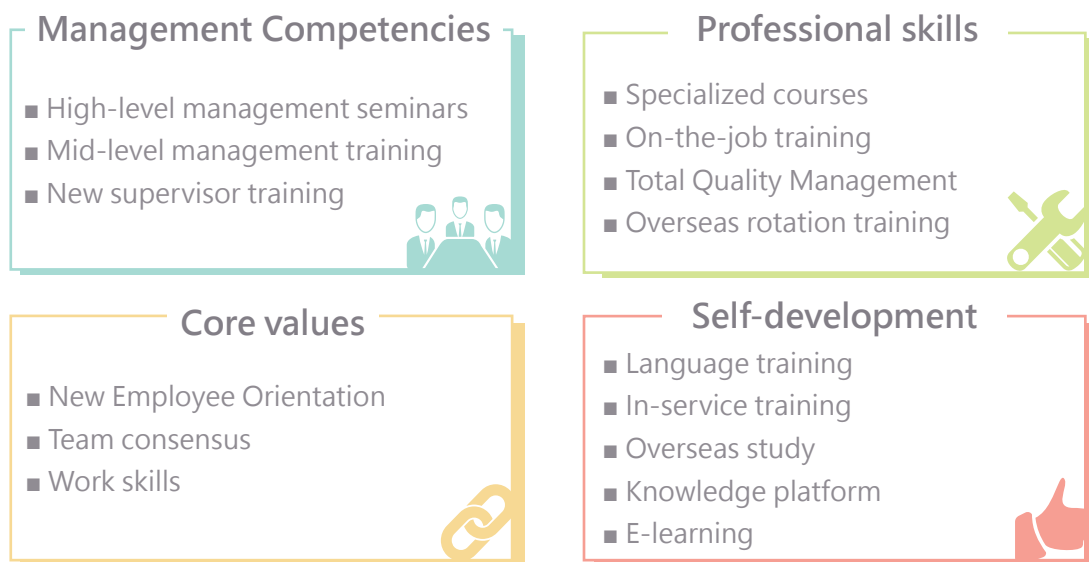 Management Competencies
■ High-level management seminars
■ Mid-level management training
■ New supervisor training
Professional skills
■ Specialized courses
■ On-the-job training
■ Total Quality Management
■ Overseas rotation training
Core values
■ New Employee Orientation
■ Team consensus
■ Work skills
Self-development
■ Language training
■ In-service training
■ Overseas study
■ Knowledge platform
■ E-learning